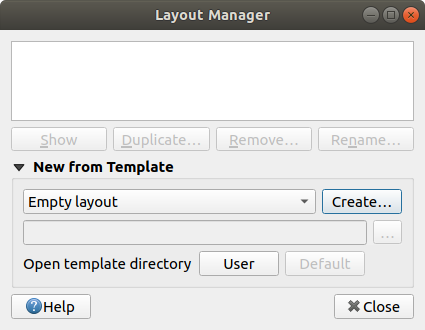 Layout Manager
Show Duplicate... Remove... Rename...
New from Template
Empty layout Create...
...
Open template directory User Default
Help Close